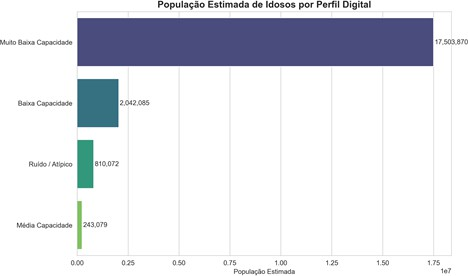 População Estimada de Idosos por Perfil Digital
Muito Baixa Capacidade
17,503,870
Baixa Capacidade
2,042,085
Ruído / Atípico
810,072
Média Capacidade
243,079
0.00 0.25 0.50 0.75 1.00 1.25 1.50 1.75
1e7
População Estimada